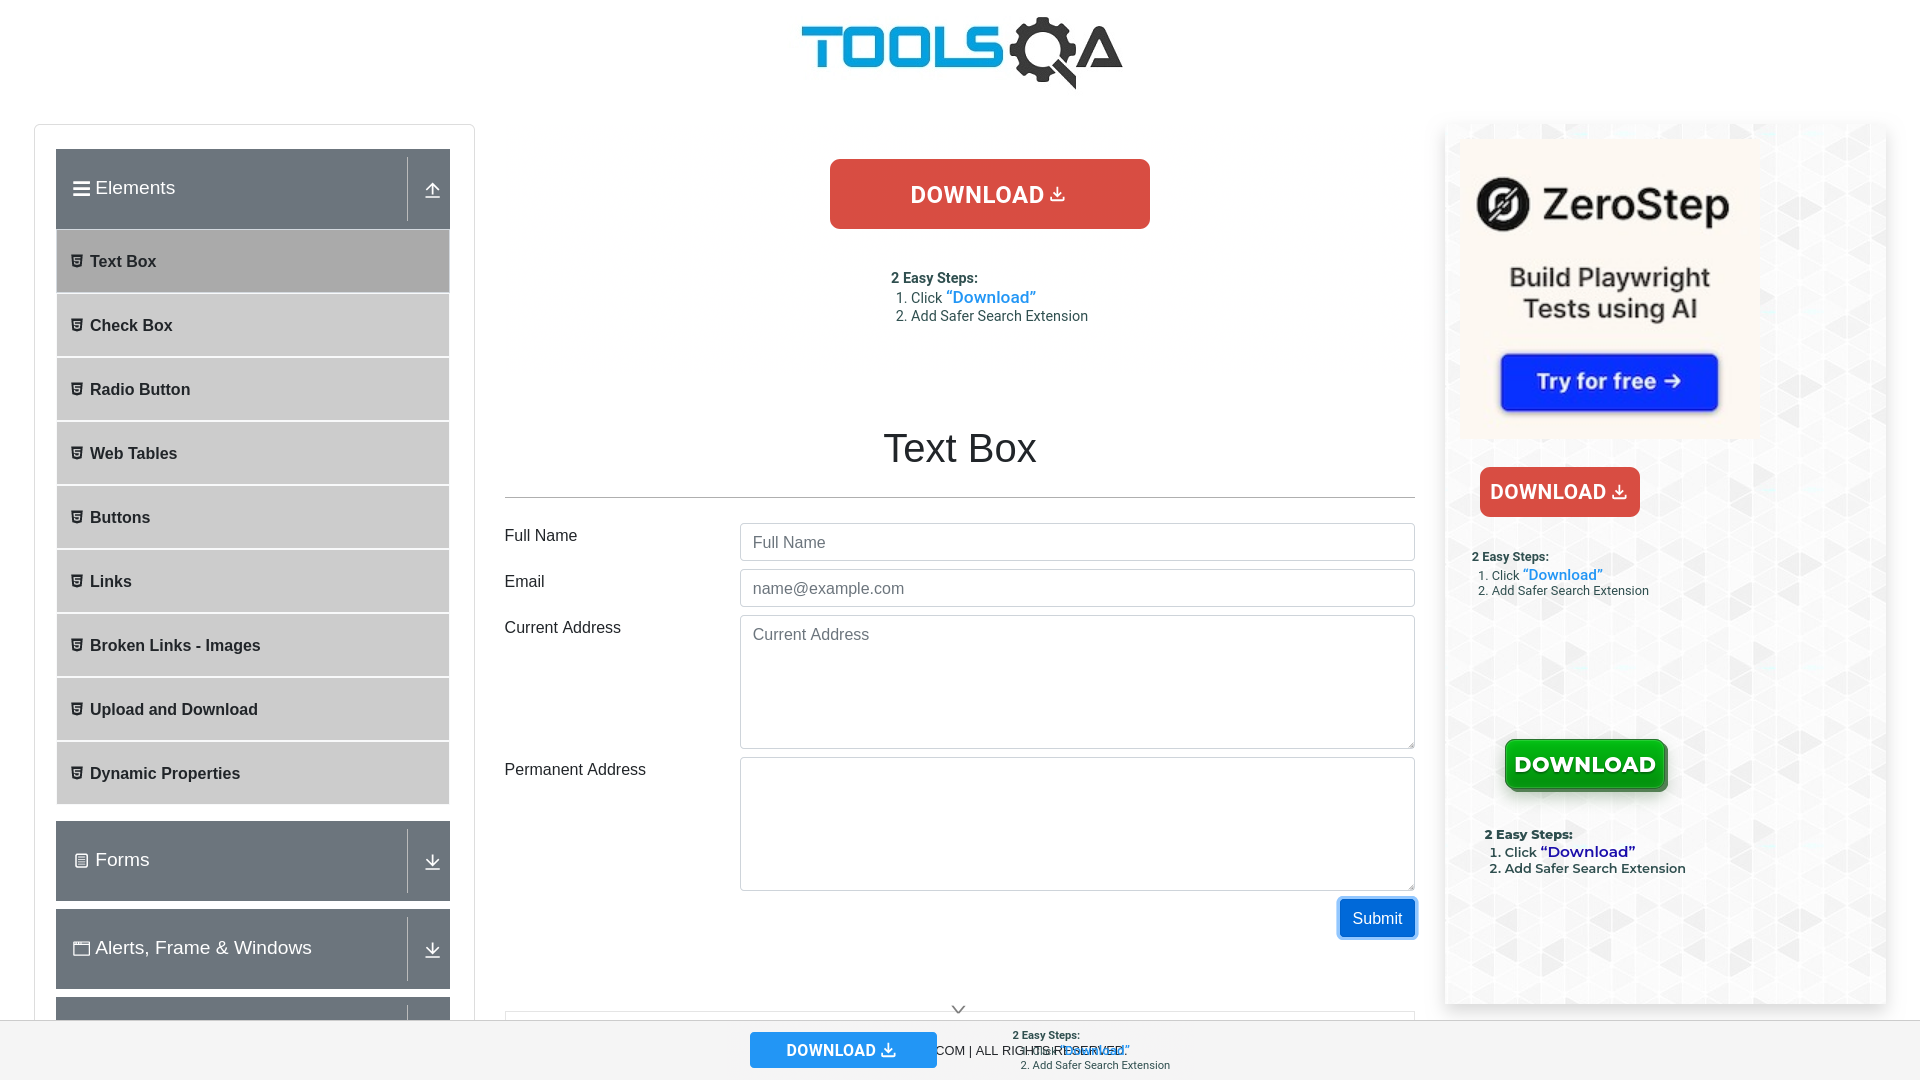 TOOLSQA
Elements
Text Box
Check Box
Radio Button
Web Tables
Buttons
Links
Broken Links - Images
Upload and Download
Dynamic Properties
Forms
Alerts, Frame & Windows
DOWNLOAD
2 Easy Steps:
1. Click “Download”
2. Add Safer Search Extension
Text Box
Full Name
Full Name
Email
name@example.com
Current Address
Current Address
Permanent Address
Submit
ZeroStep
Build Playwright
Tests using AI
Try for free →
DOWNLOAD
2 Easy Steps:
1. Click “Download”
2. Add Safer Search Extension
DOWNLOAD
2 Easy Steps:
1. Click “Download”
2. Add Safer Search Extension
DOWNLOAD
COM | ALL RIGHTS RESERVED.
2 Easy Steps:
1. Click “Download”
2. Add Safer Search Extension